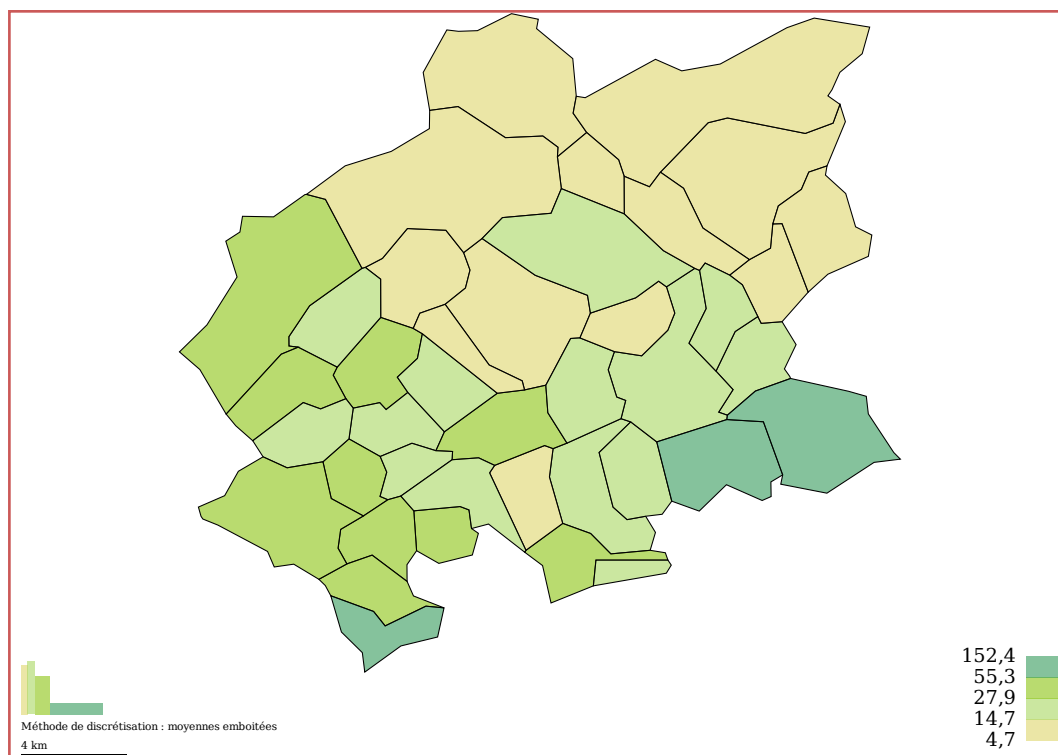 152,4
55,3
27,9
14,7
4,7
Méthode de discrétisation : moyennes emboitées
4 km